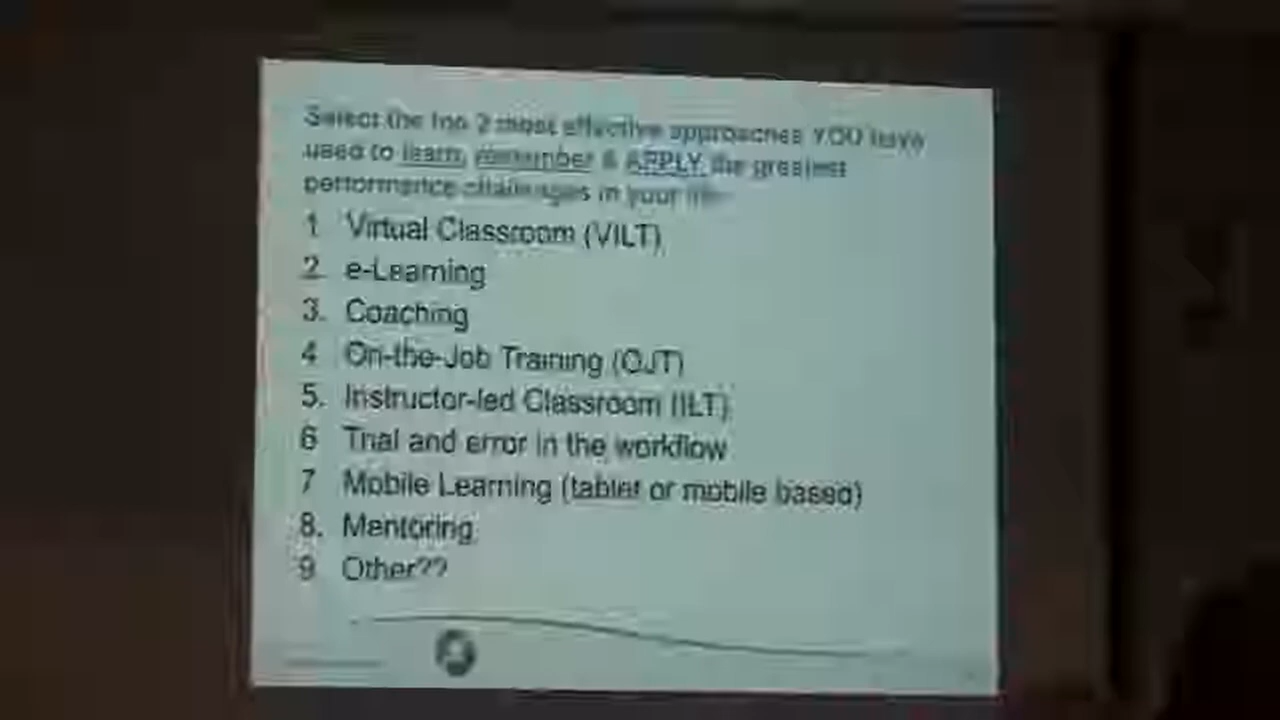 Select the top 2 most effective approaches YOU have
used to learn, remember & APPLY the greatest
performance challenges in your life
1 Virtual Classroom (VILT)
2. e-Learning
3. Coaching
4 On-the-Job Training (OJT)
5. Instructor-led Classroom (ILT)
6 Trial and error in the workflow
7 Mobile Learning (tablet or mobile based)
8. Mentoring
9 Other??